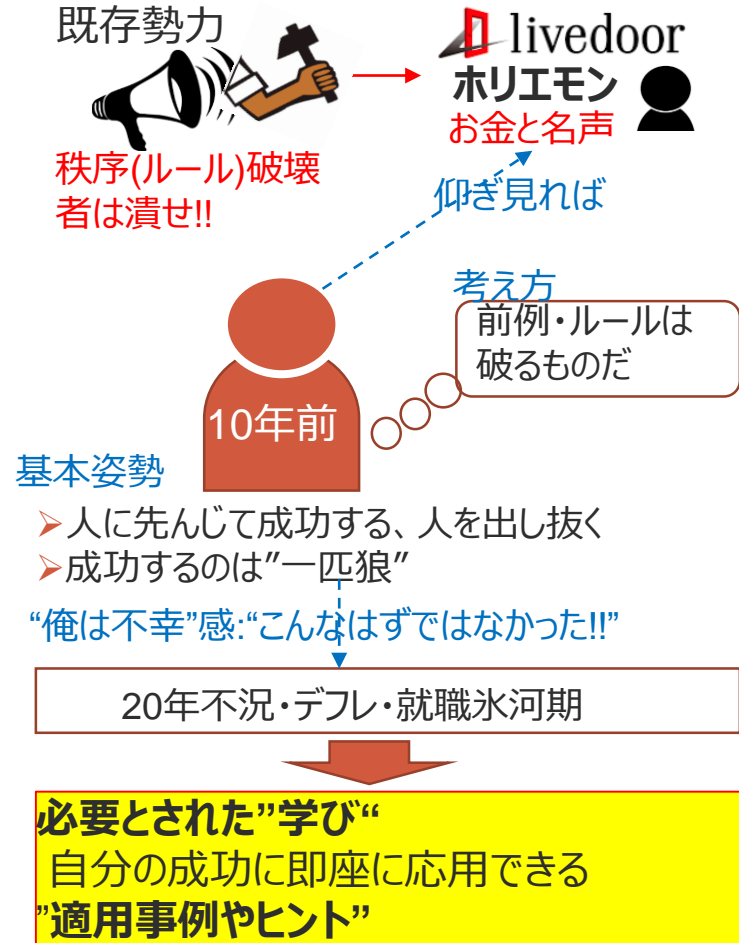 既存勢力
livedoor
ホリエモン
お金と名声
秩序(ルール)破壊
者は潰せ!!
仰ぎ見れば
考え方
前例・ルールは
破るものだ
10年前
基本姿勢
➢人に先んじて成功する、人を出し抜く
➢成功するのは”一匹狼”
“俺は不幸”感:“こんなはずではなかった!!”
20年不況・デフレ・就職氷河期
必要とされた”学び“
自分の成功に即座に応用できる
”適用事例やヒント”